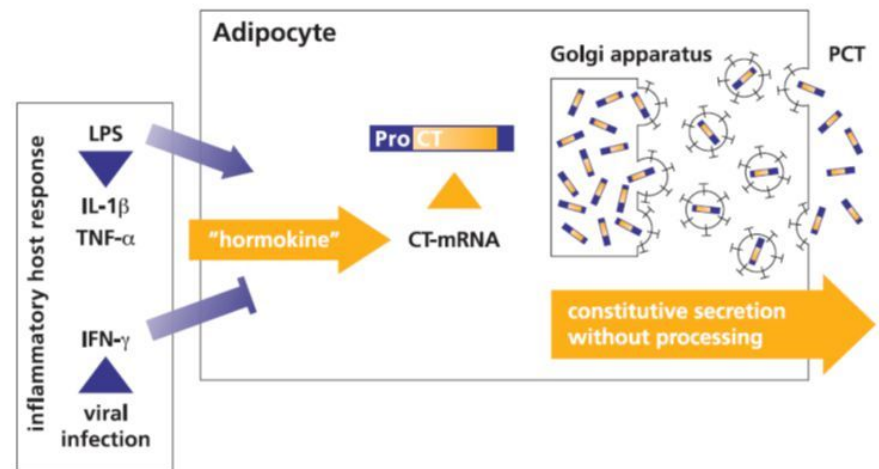 Adipocyte
Golgi apparatus
PCT
inflammatory host response
LPS
IL-1β
TNF-α
IFN-γ
viral
infection
"hormokine"
Pro CT
CT-mRNA
constitutive secretion
without processing